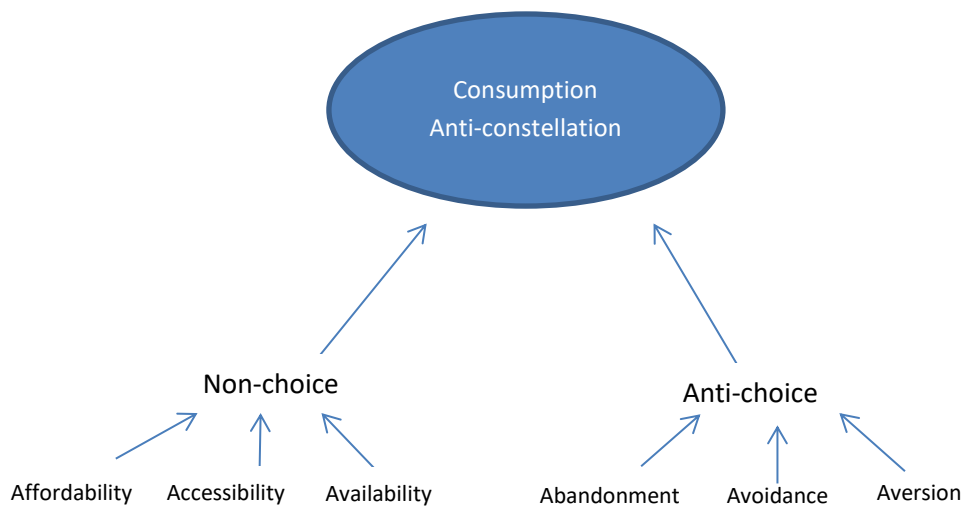 Consumption
Anti-constellation
Non-choice
Anti-choice
Affordability
Accessibility
Availability
Abandonment
Avoidance
Aversion